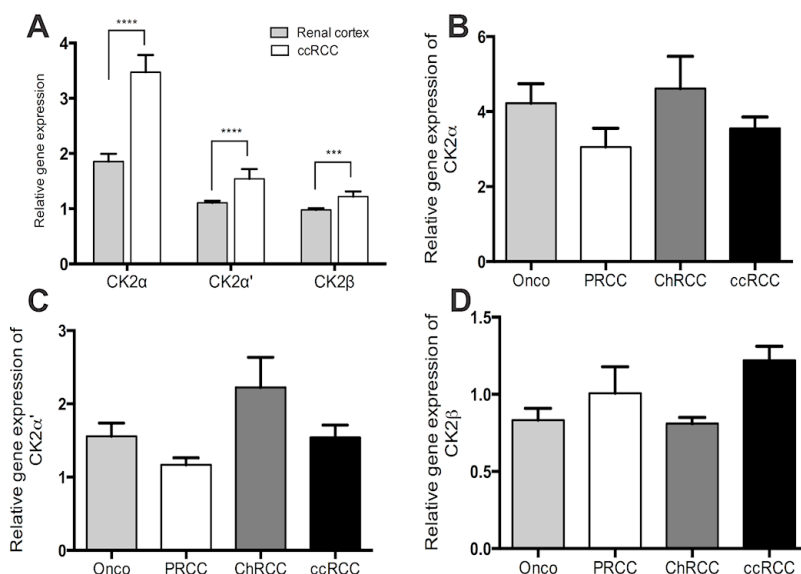 A
Relative gene expression
4
3
2
1
0
****
****
***
Renal cortex
ccRCC
CK2α
CK2α'
CK2β
B
Relative gene expression of
CK2α
6
4
2
0
Onco
PRCC
ChRCC
ccRCC
C
Relative gene expression of
CK2α'
3
2
1
0
Onco
PRCC
ChRCC
ccRCC
D
Relative gene expression of
CK2β
1.5
1.0
0.5
0.0
Onco
PRCC
ChRCC
ccRCC